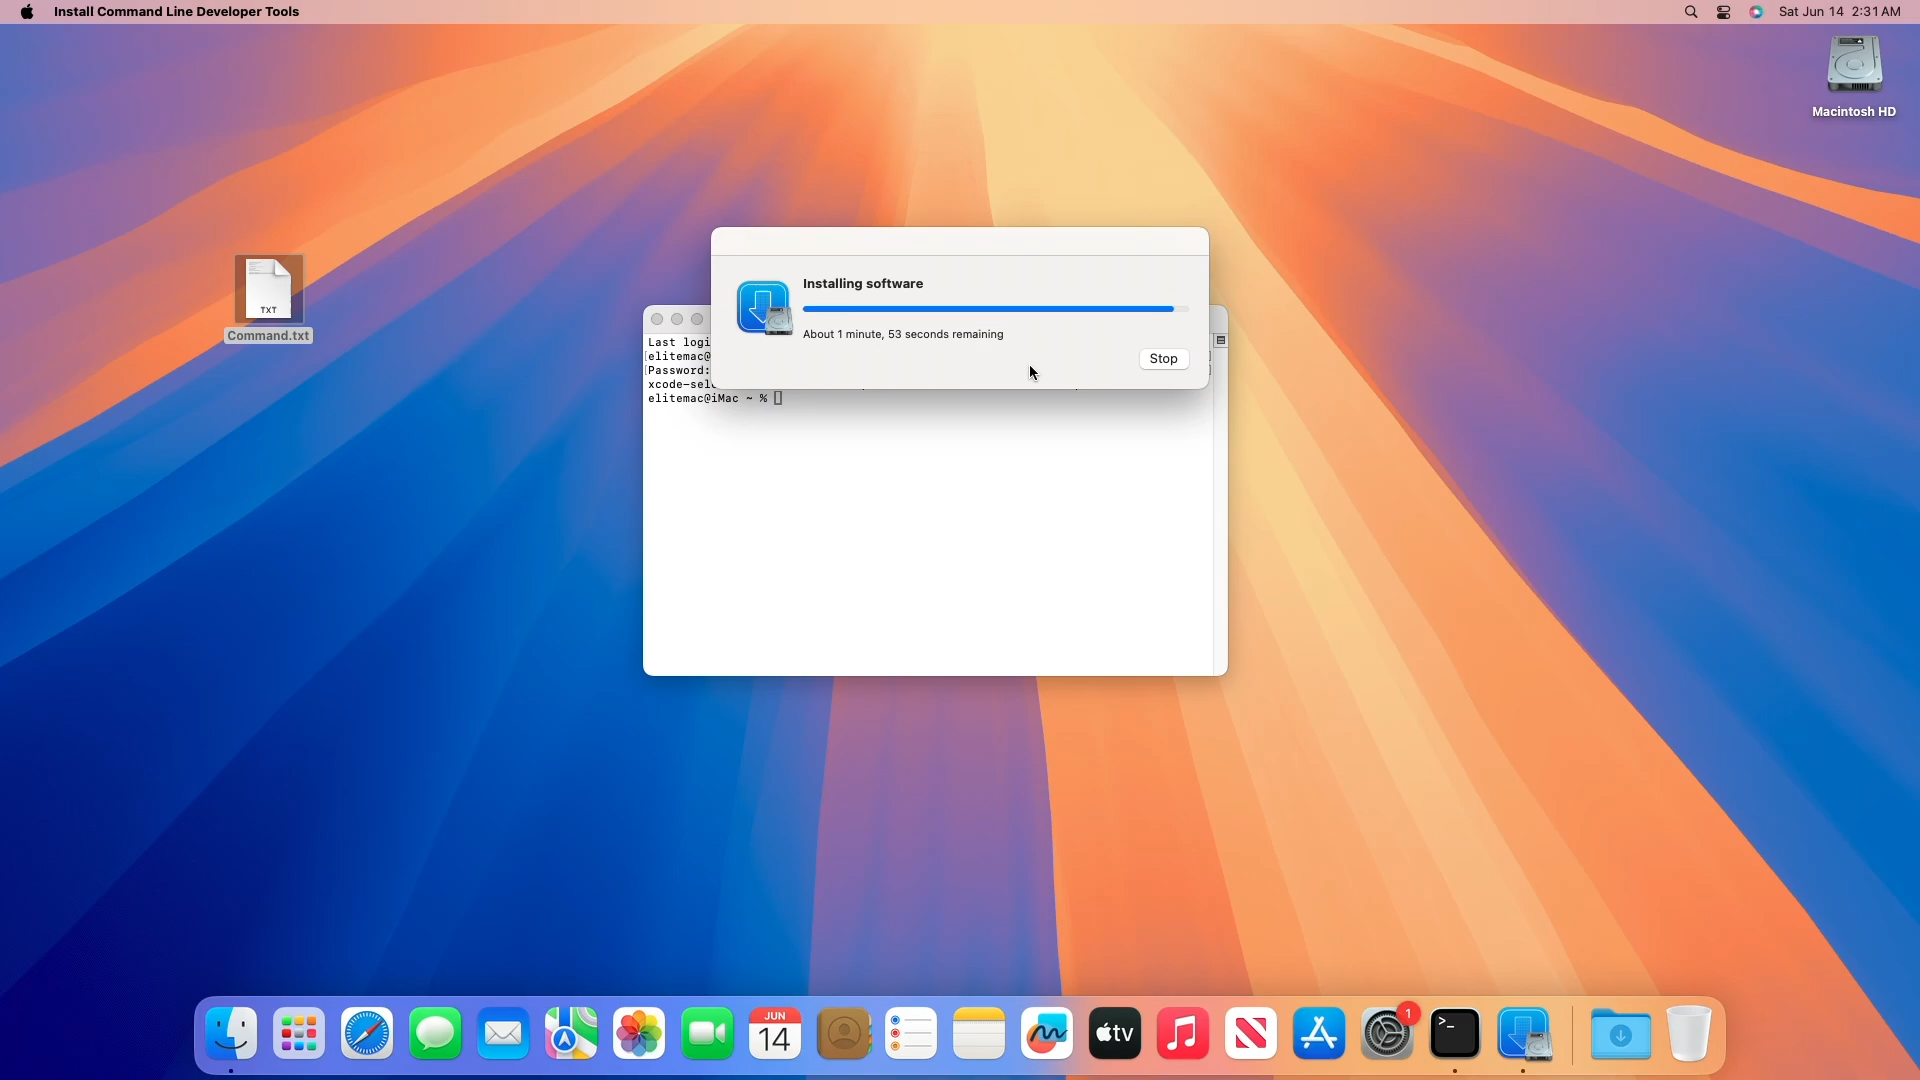 Install Command Line Developer Tools
Sat Jun 14 2:31 AM
Macintosh HD
TXT
Command.txt
Installing software
About 1 minute, 53 seconds remaining
Stop
Last logi
elitemac@
Password:
xcode-sel
elitemac@iMac ~ %
JUN
14
tv
1
>_